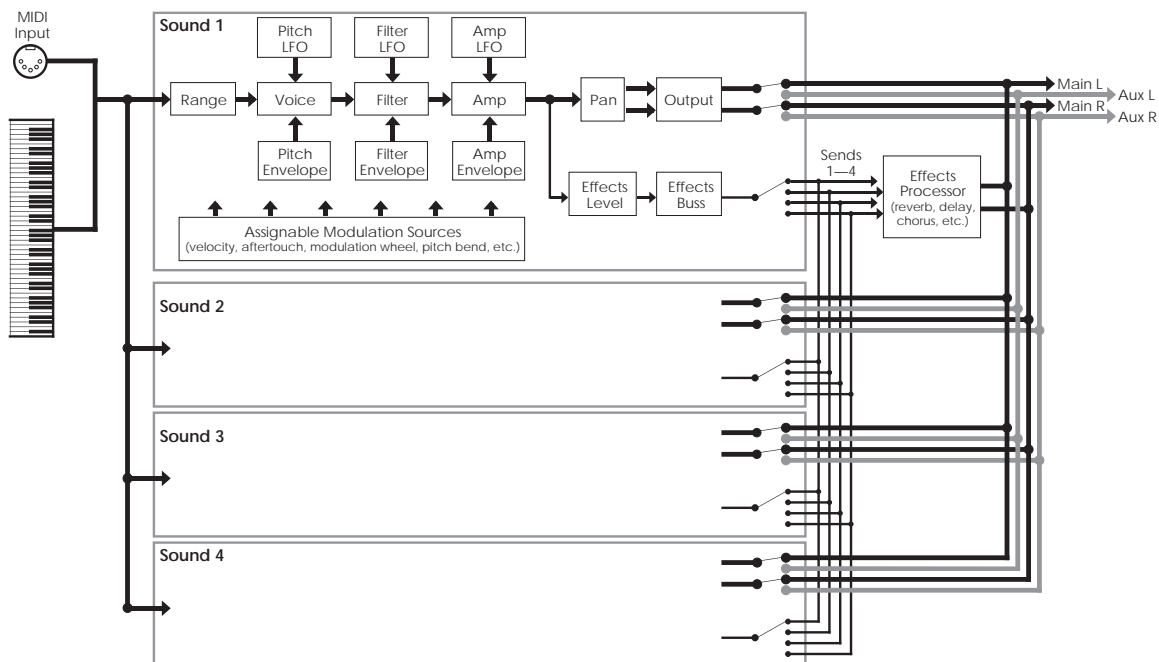 MIDI
Input
Sound 1
Pitch
LFO
Filter
LFO
Amp
LFO
Range
Voice
Filter
Amp
Pan
Output
Main L
Aux L
Main R
Aux R
Pitch
Envelope
Filter
Envelope
Amp
Envelope
Effects
Level
Effects
Buss
Sends
1—4
Effects
Processor
(reverb, delay,
chorus, etc.)
Assignable Modulation Sources
(velocity, aftertouch, modulation wheel, pitch bend, etc.)
Sound 2
Sound 3
Sound 4